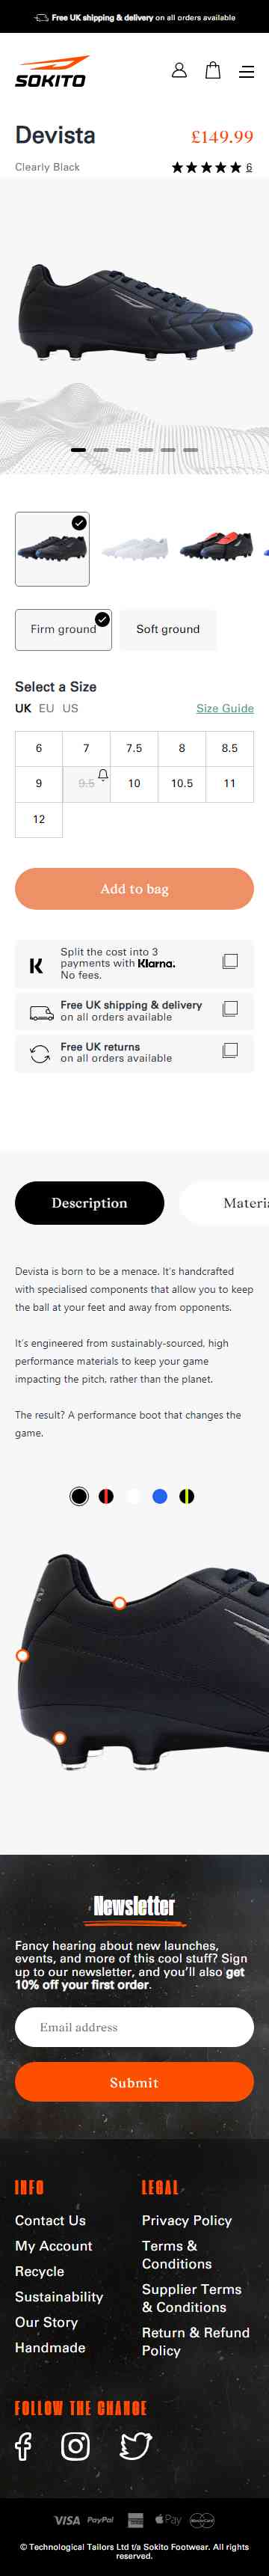 Free UK shipping & delivery on all orders available
SOKITO
Devista
£149.99
Clearly Black
6
Firm ground
Soft ground
Select a Size
UK EU US
Size Guide
6 7 7.5 8 8.5
9 9.5 10 10.5 11
12
Add to bag
K
Split the cost into 3
payments with Klarna.
No fees.
Free UK shipping & delivery
on all orders available
Free UK returns
on all orders available
Description
Materia
Devista is born to be a menace. It's handcrafted
with specialised components that allow you to keep
the ball at your feet and away from opponents.
It's engineered from sustainably-sourced, high
performance materials to keep your game
impacting the pitch, rather than the planet.
The result? A performance boot that changes the
game.
Newsletter
Fancy hearing about new launches,
events, and more of this cool stuff? Sign
up to our newsletter, and you'll also get
10% off your first order.
Email address
Submit
INFO
Contact Us
My Account
Recycle
Sustainability
Our Story
Handmade
LEGAL
Privacy Policy
Terms &
Conditions
Supplier Terms
& Conditions
Return & Refund
Policy
FOLLOW THE CHANGE
VISA PayPal Pay
© Technological Tailors Ltd t/a Sokito Footwear. All rights
reserved.